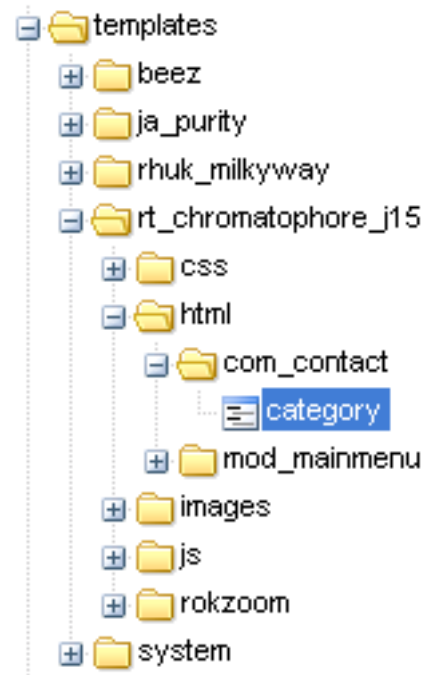 templates
beez
ja_purity
rhuk_milkyway
rt_chromatophore_j15
css
html
com_contact
category
mod_mainmenu
images
js
rokzoom
system